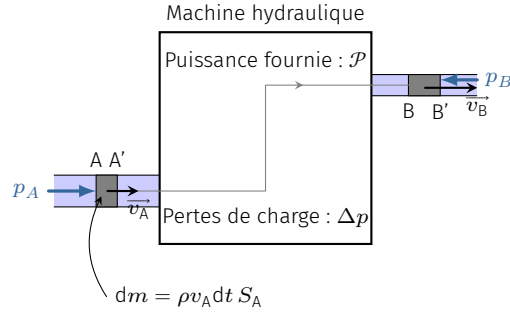 Machine hydraulique
Puissance fournie : 𝒫
p_B
B B' v_B→
A A'
p_A
v_A→
Pertes de charge : Δp
dm = ρv_A dt S_A